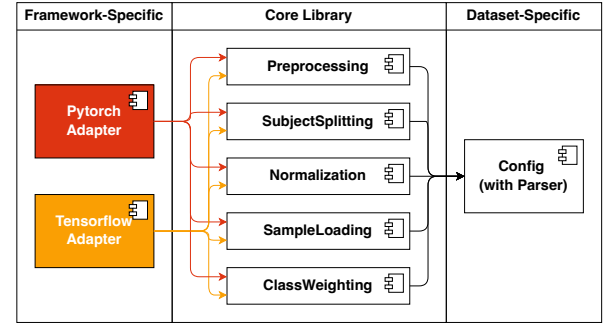 Framework-Specific
Core Library
Dataset-Specific
Pytorch
Adapter
Tensorflow
Adapter
Preprocessing
SubjectSplitting
Normalization
SampleLoading
ClassWeighting
Config
(with Parser)